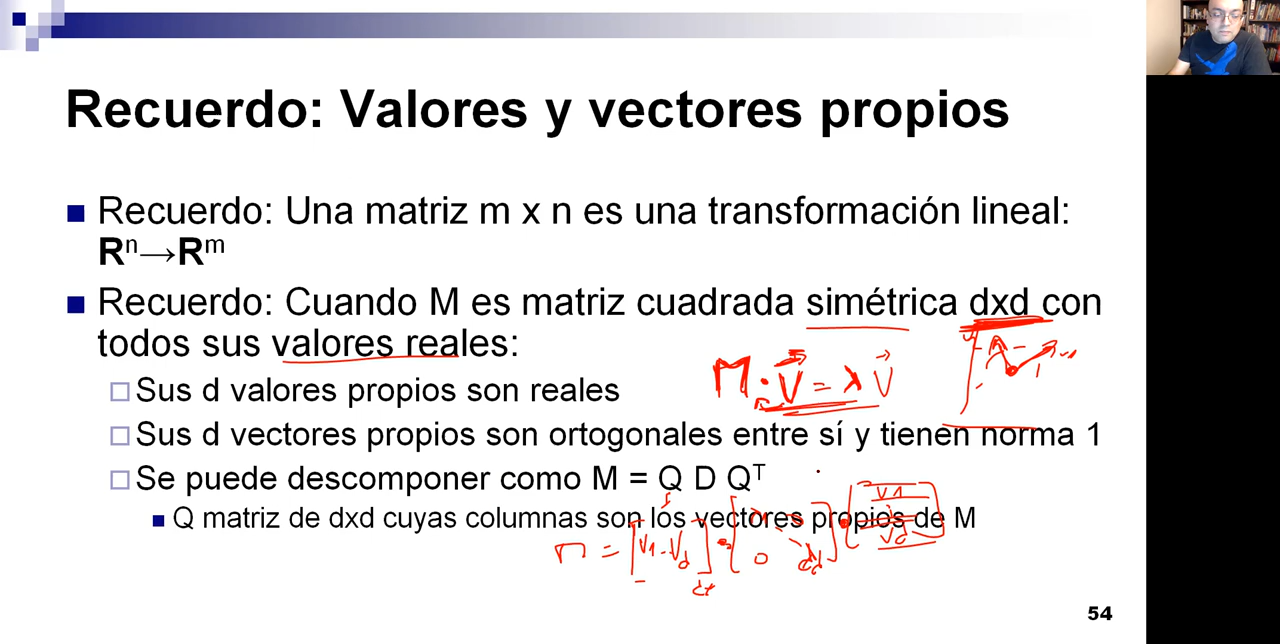 Recuerdo: Valores y vectores propios
Recuerdo: Una matriz m x n es una transformación lineal:
Rⁿ→Rᵐ
Recuerdo: Cuando M es matriz cuadrada simétrica dxd con
todos sus valores reales:
M · V = λ V
Sus d valores propios son reales
Sus d vectores propios son ortogonales entre sí y tienen norma 1
Se puede descomponer como M = Q D Qᵀ
Q matriz de dxd cuyas columnas son los vectores propios de M
54